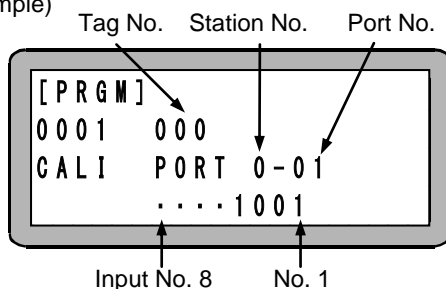 mple)
Tag No. Station No. Port No.
[PRGM]
0001 000
CALI PORT 0-01
····1001
Input No. 8 No. 1